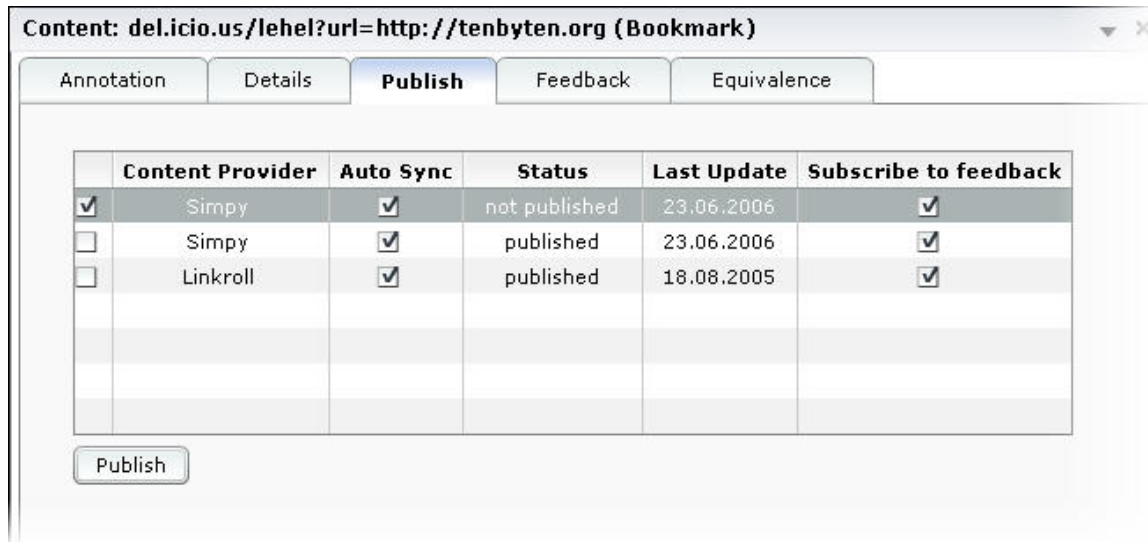 Content: del.icio.us/lehel?url=http://tenbyten.org (Bookmark)
Annotation Details Publish Feedback Equivalence
Content Provider Auto Sync Status Last Update Subscribe to feedback
Simpy not published 23.06.2006
Simpy published 23.06.2006
Linkroll published 18.08.2005
Publish